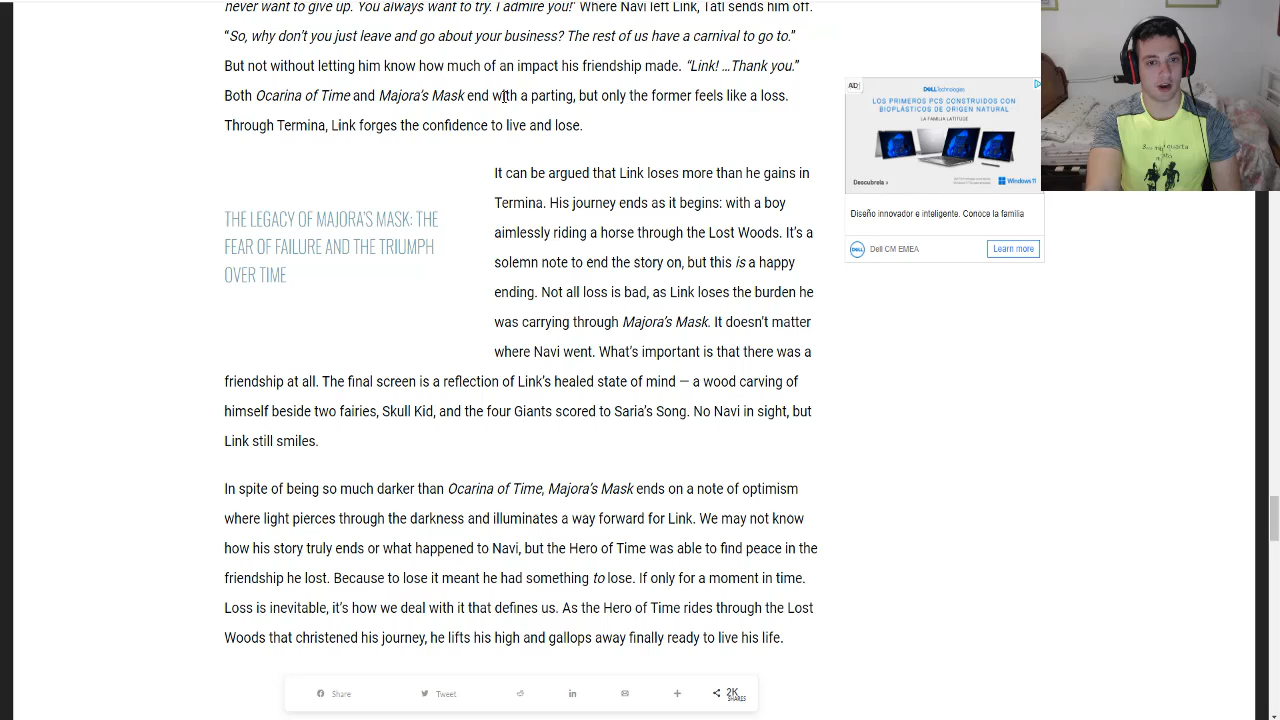 never want to give up. You always want to try. I admire you!" Where Navi left Link, Tatl sends him off.
"So, why don't you just leave and go about your business? The rest of us have a carnival to go to."
But not without letting him know how much of an impact his friendship made. "Link! ...Thank you."
Both Ocarina of Time and Majora's Mask end with a parting, but only the former feels like a loss.
Through Termina, Link forges the confidence to live and lose.
THE LEGACY OF MAJORA'S MASK: THE
FEAR OF FAILURE AND THE TRIUMPH
OVER TIME
It can be argued that Link loses more than he gains in
Termina. His journey ends as it begins: with a boy
aimlessly riding a horse through the Lost Woods. It's a
solemn note to end the story on, but this is a happy
ending. Not all loss is bad, as Link loses the burden he
was carrying through Majora's Mask. It doesn't matter
where Navi went. What's important is that there was a
friendship at all. The final screen is a reflection of Link's healed state of mind — a wood carving of
himself beside two fairies, Skull Kid, and the four Giants scored to Saria's Song. No Navi in sight, but
Link still smiles.
In spite of being so much darker than Ocarina of Time, Majora's Mask ends on a note of optimism
where light pierces through the darkness and illuminates a way forward for Link. We may not know
how his story truly ends or what happened to Navi, but the Hero of Time was able to find peace in the
friendship he lost. Because to lose it meant he had something to lose. If only for a moment in time.
Loss is inevitable, it's how we deal with it that defines us. As the Hero of Time rides through the Lost
Woods that christened his journey, he lifts his high and gallops away finally ready to live his life.
Share
Tweet
2K
SHARES
AD!
DELL Technologies
LOS PRIMEROS PCS CONSTRUIDOS CON
BIOPLÁSTICOS DE ORIGEN NATURAL
LA FAMILIA LATITUDE
Descubrela ›
Windows 11
Diseño innovador e inteligente. Conoce la familia
DELL
Dell CM EMEA
Learn more